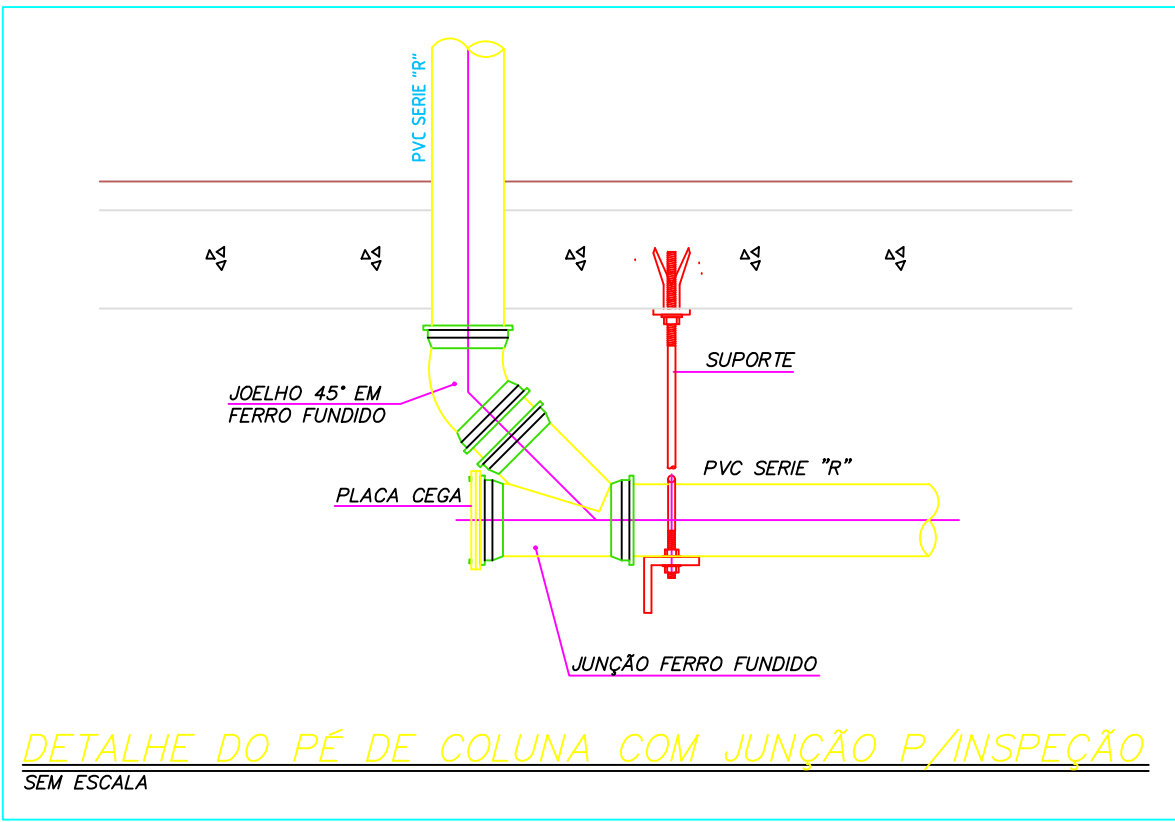 PVC SERIE "R"
SUPORTE
JOELHO 45° EM
FERRO FUNDIDO
PVC SERIE "R"
PLACA CEGA
JUNÇÃO FERRO FUNDIDO
DETALHE DO PÉ DE COLUNA COM JUNÇÃO P/INSPEÇÃO
SEM ESCALA